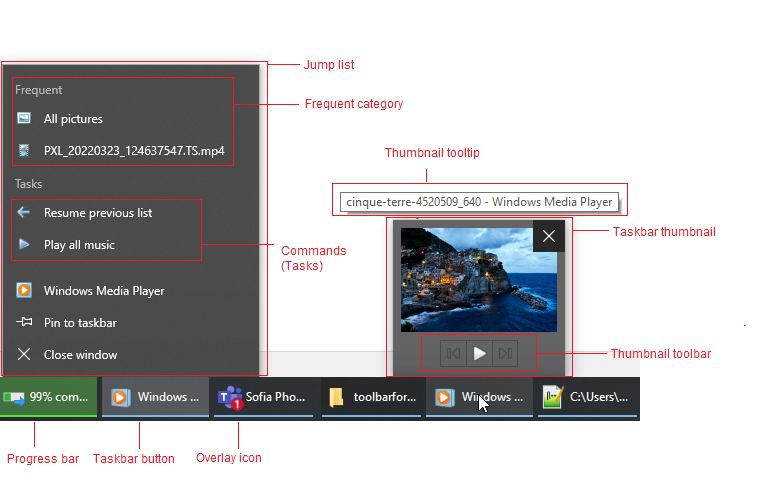 Jump list
Frequent
Frequent category
All pictures
PXL_20220323_124637547.TS.mp4
Thumbnail tooltip
Tasks
cinque-terre-4520509_640 - Windows Media Player
Resume previous list
Taskbar thumbnail
Play all music
Commands
(Tasks)
Windows Media Player
Pin to taskbar
Close window
Thumbnail toolbar
99% com...
Windows ...
1
Sofia Pho...
toolbarfor...
Windows ...
C:\Users\...
Progress bar
Taskbar button
Overlay icon